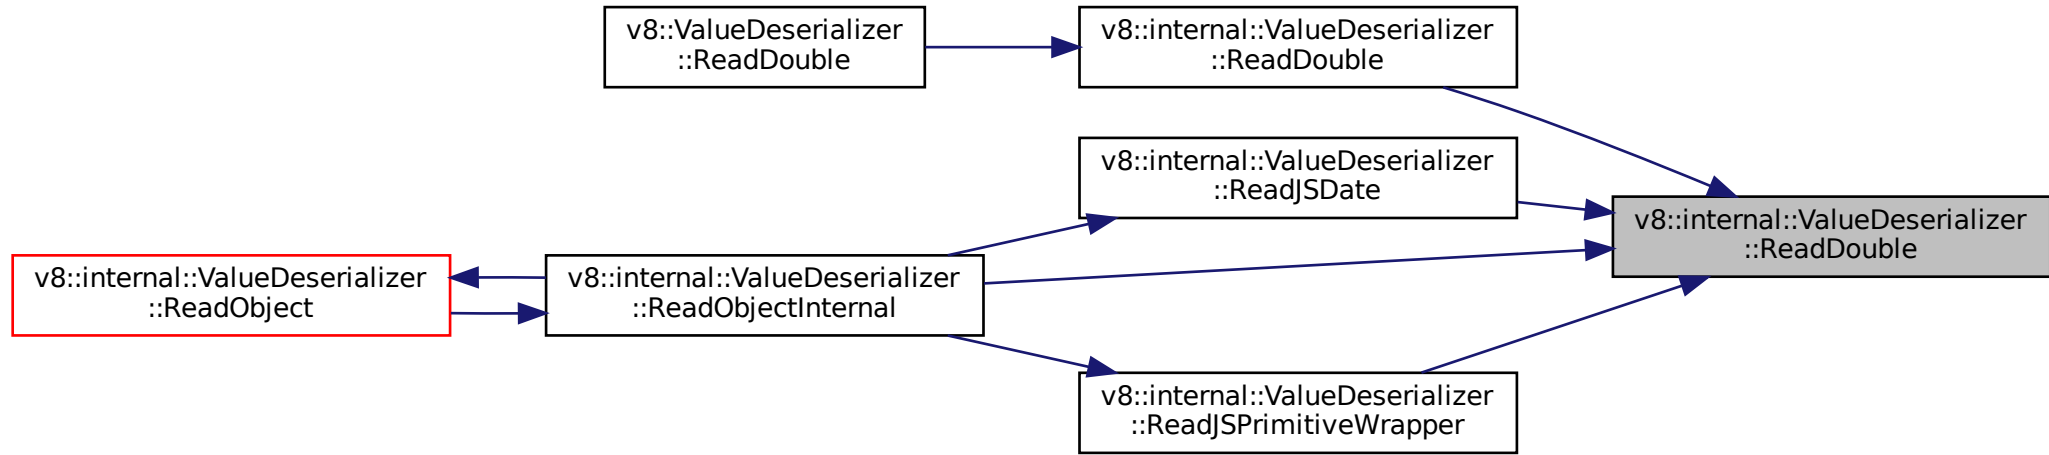 v8::ValueDeserializer
::ReadDouble
v8::internal::ValueDeserializer
::ReadDouble
v8::internal::ValueDeserializer
::ReadJSDate
v8::internal::ValueDeserializer
::ReadDouble
v8::internal::ValueDeserializer
::ReadObject
v8::internal::ValueDeserializer
::ReadObjectInternal
v8::internal::ValueDeserializer
::ReadJSPrimitiveWrapper